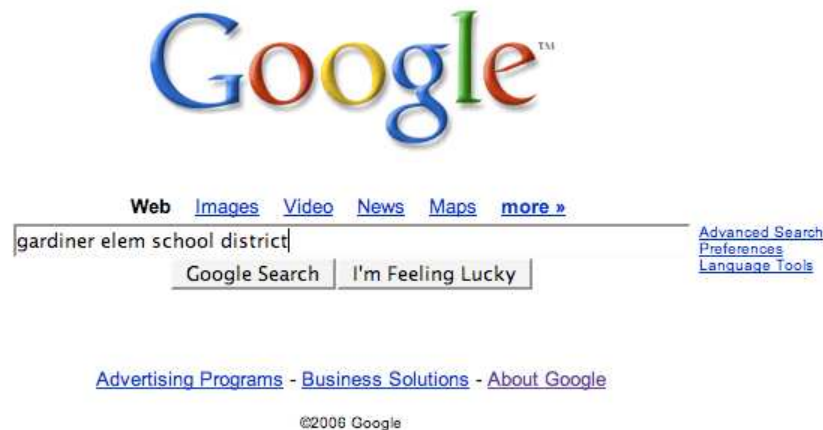 Google™
Web Images Video News Maps more »
gardiner elem school district
Advanced Search
Preferences
Language Tools
Google Search I'm Feeling Lucky
Advertising Programs - Business Solutions - About Google
©2006 Google